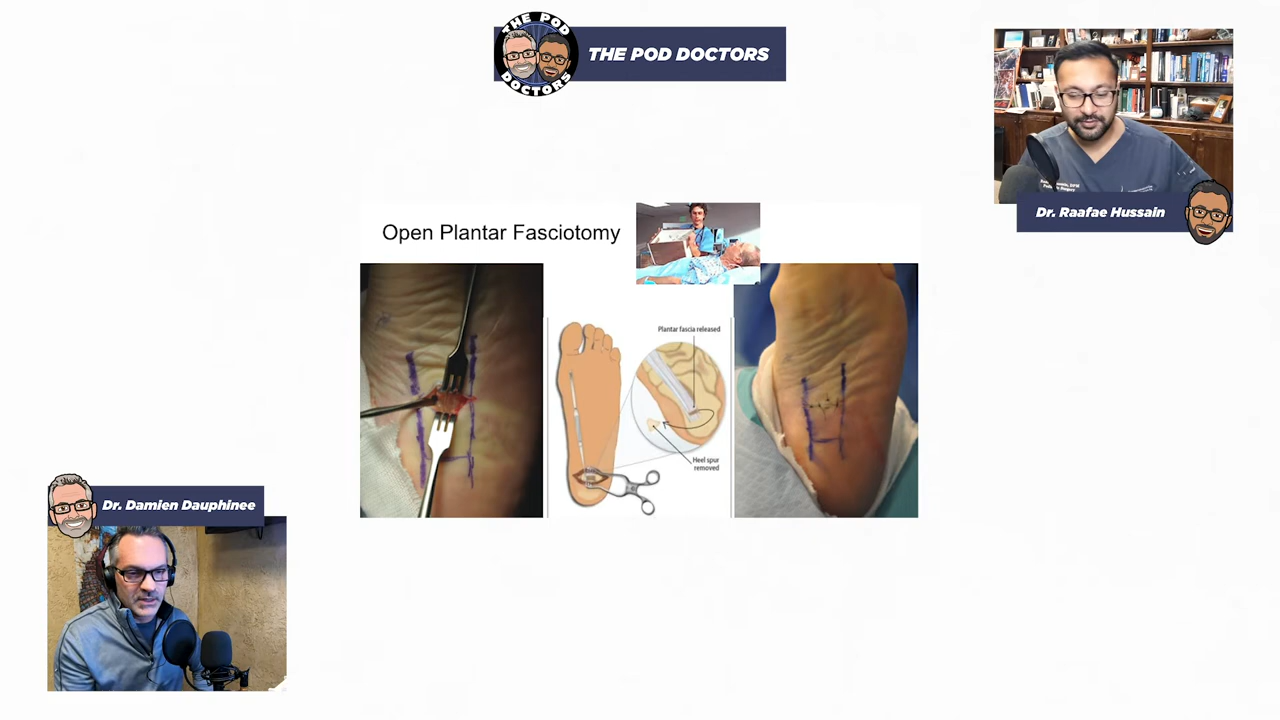 THE POD
DOCTORS
THE POD DOCTORS
Dr. Raafae Hussain
Open Plantar Fasciotomy
Plantar fascia released
Heel spur
removed
Dr. Damien Dauphinee